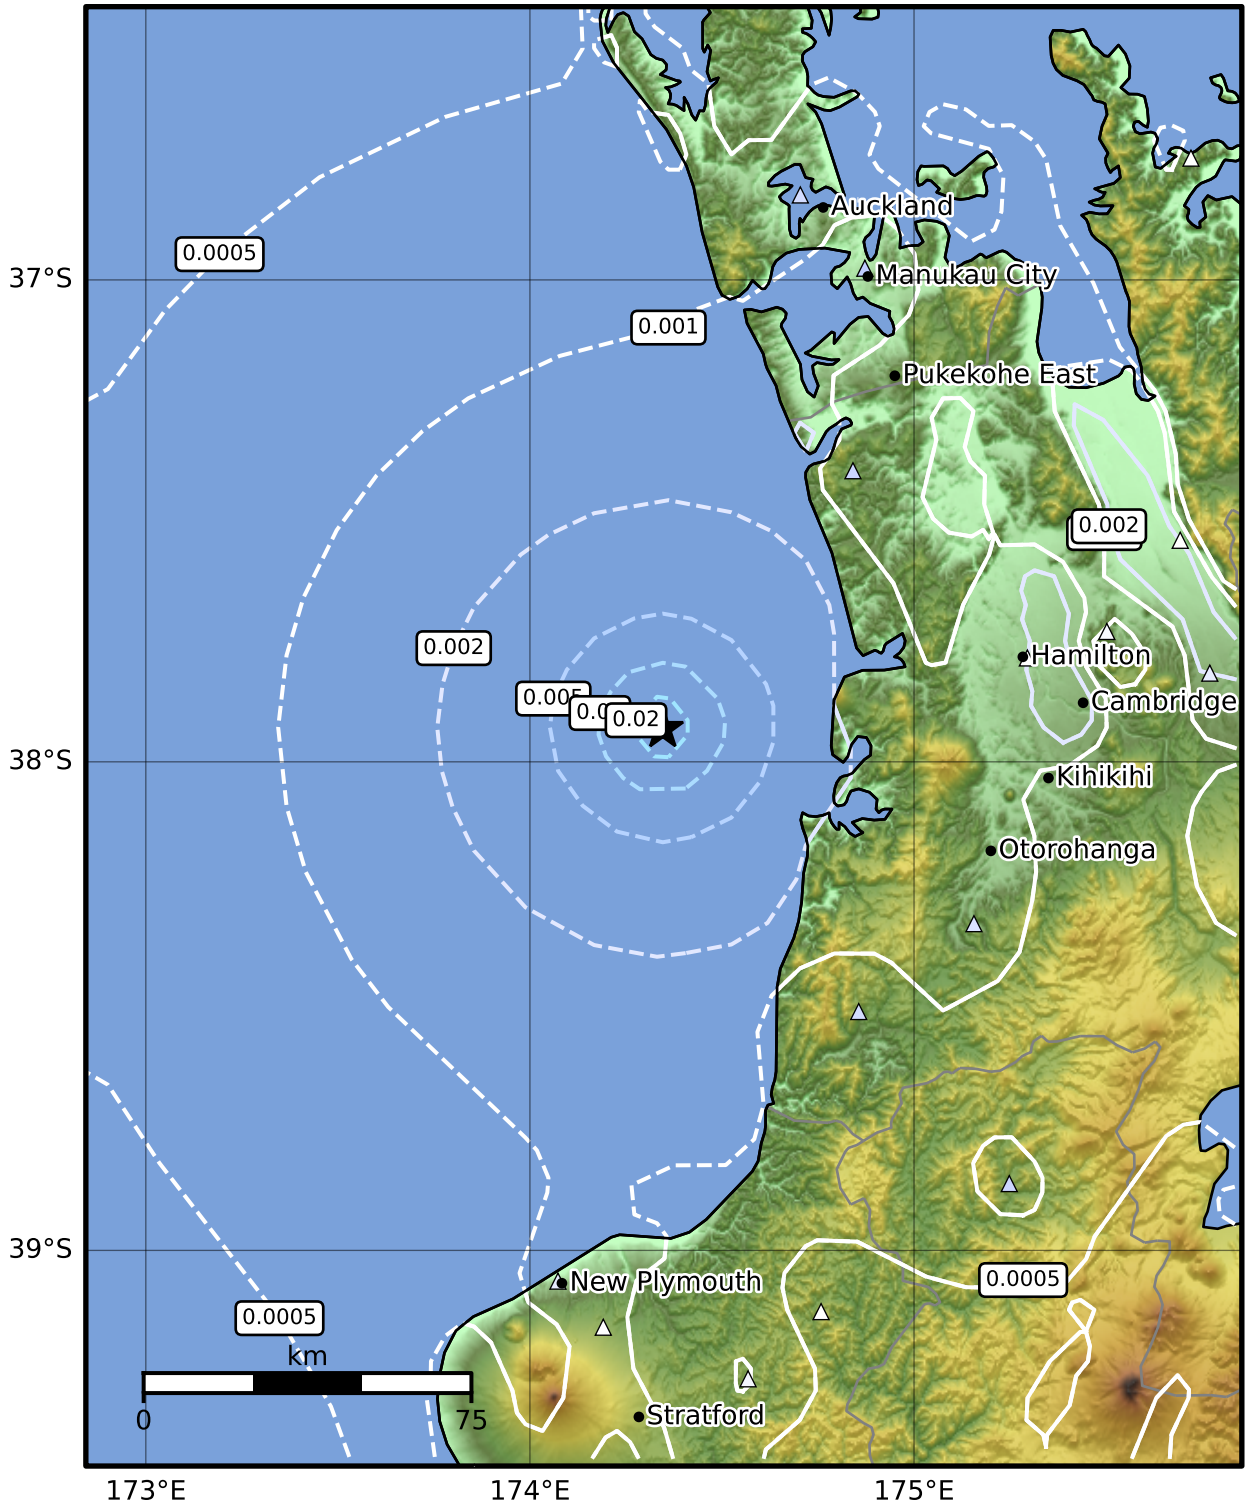 Auckland
0.0005
37°S
Manukau City
0.001
Pukekohe East
0.002
0.002
Hamilton
0.005
Cambridge
0.02
38°S
Kihikihi
Otorohanga
39°S
0.0005
New Plymouth
0.0005
km
0
75
Stratford
173°E
174°E
175°E